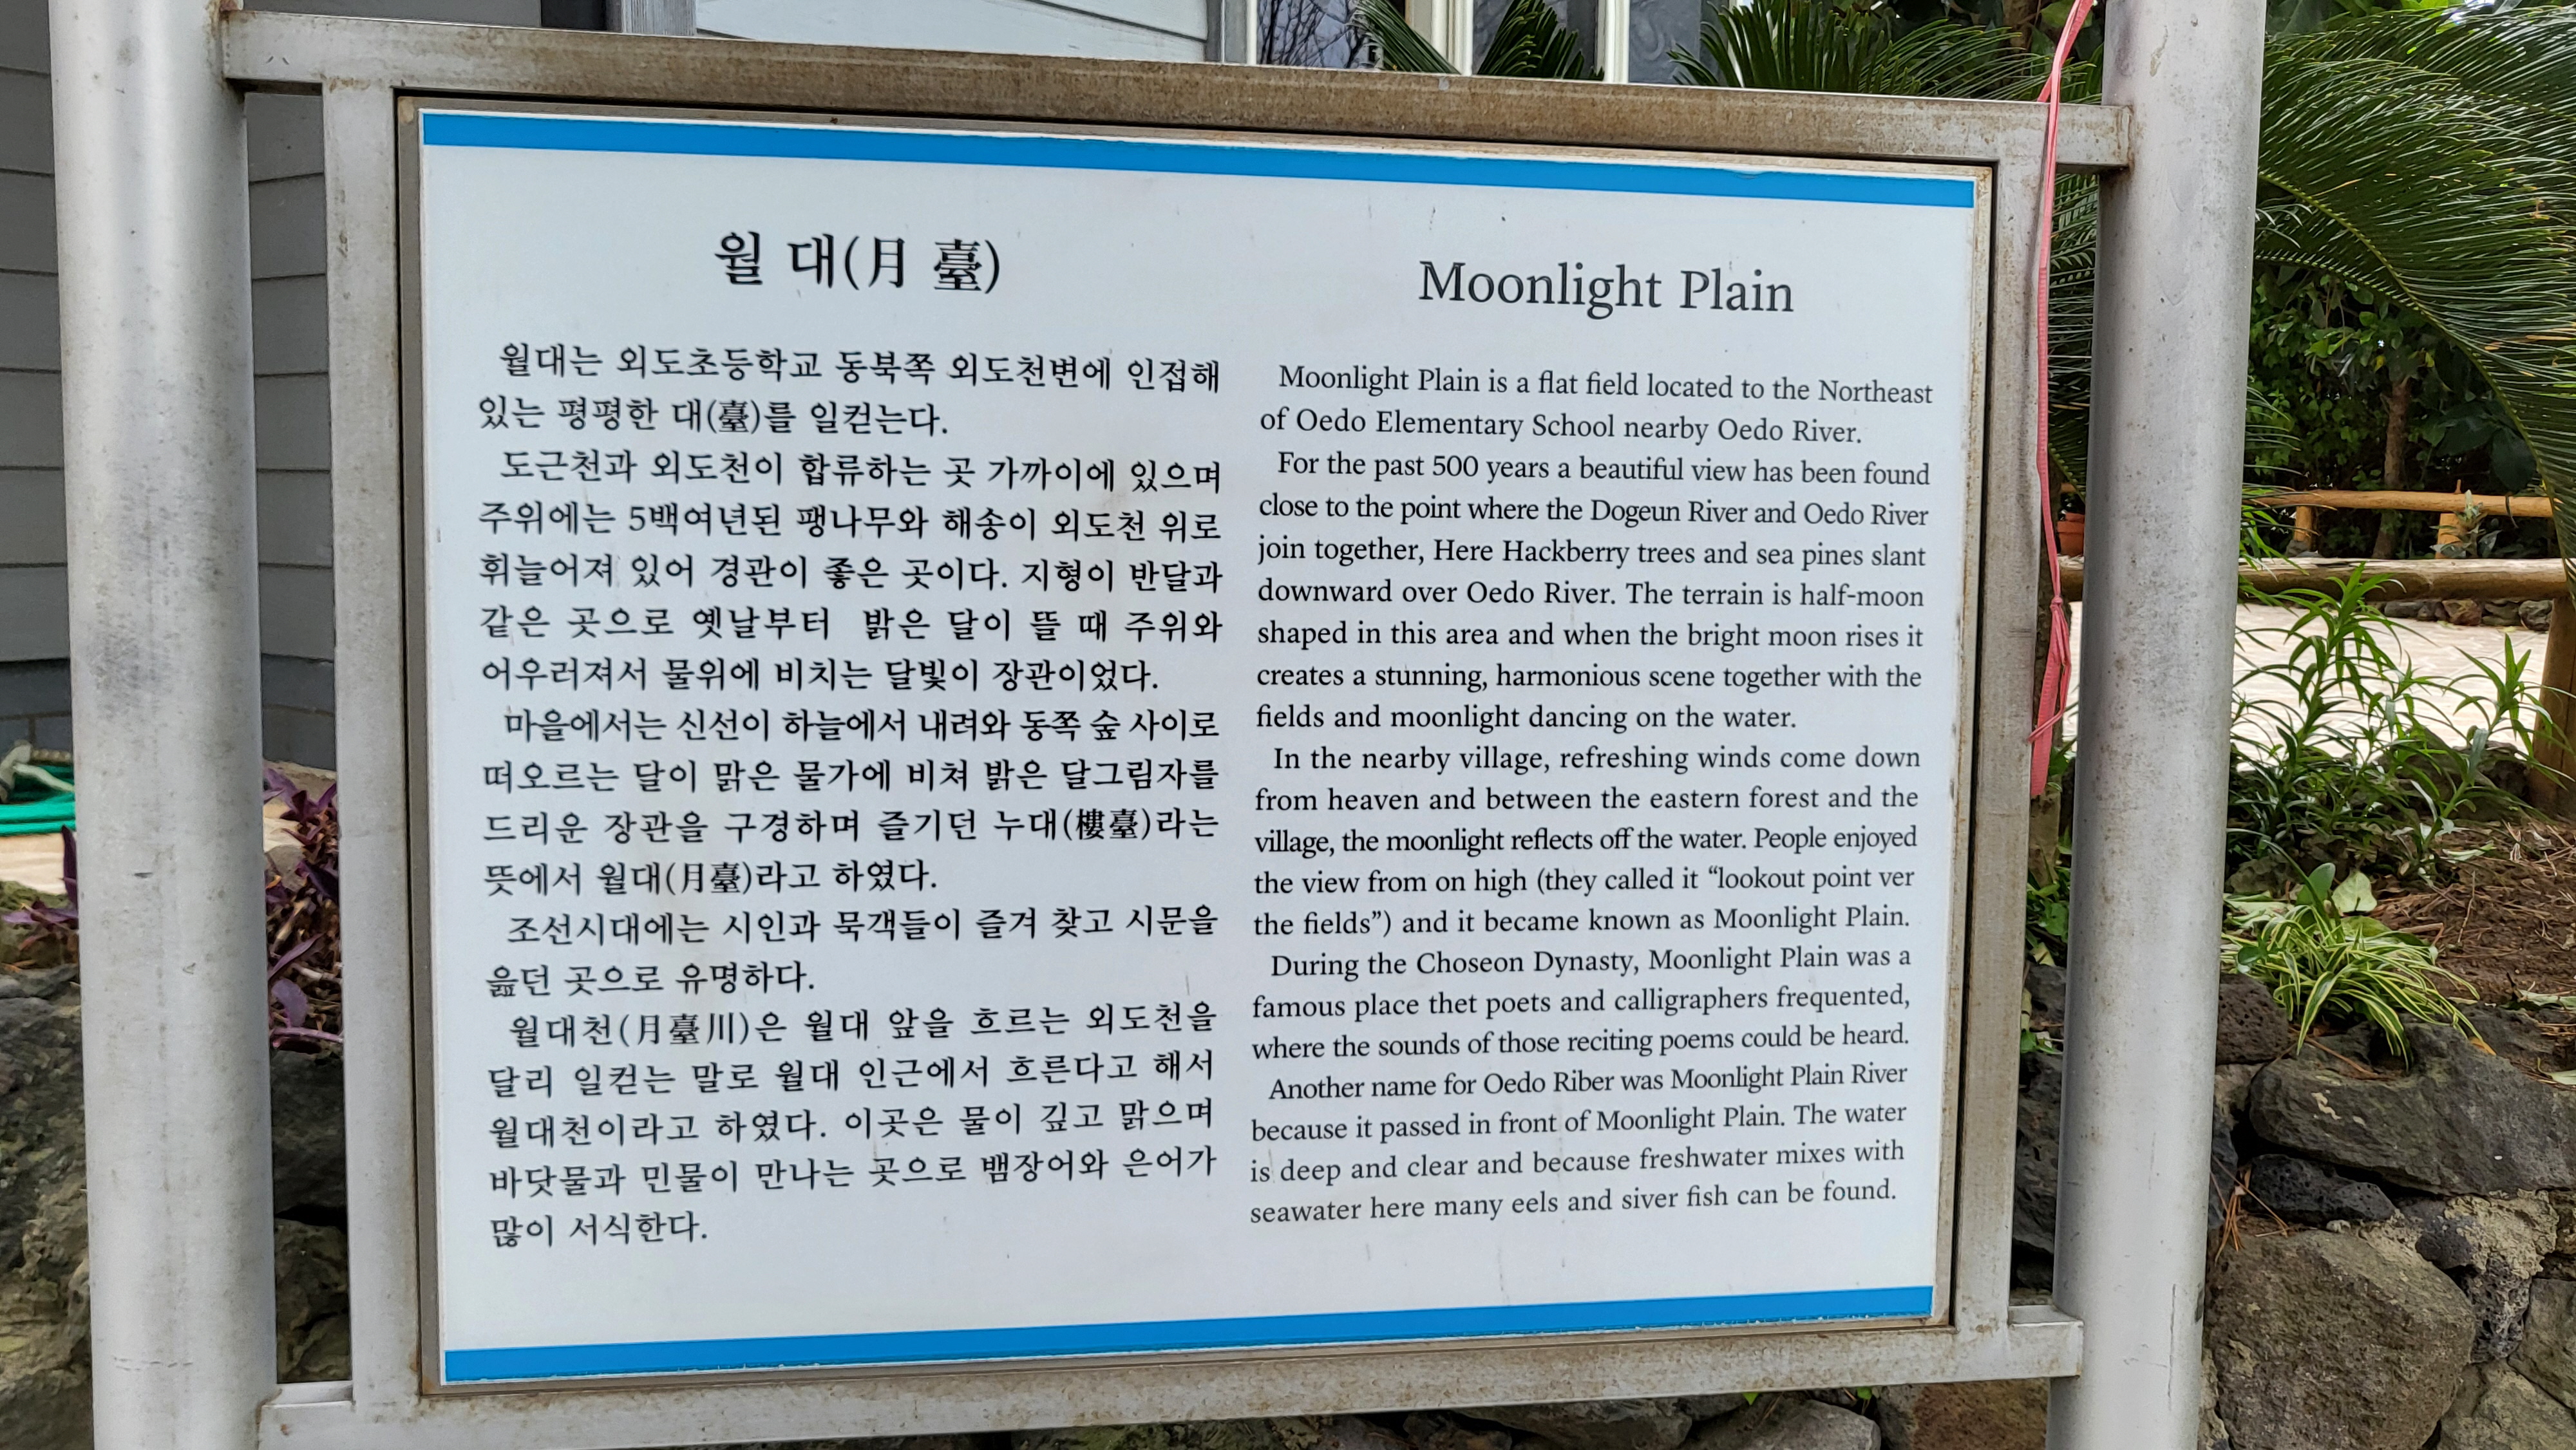 월 대(月 臺)
월대는 외도초등학교 동북쪽 외도천변에 인접해
있는 평평한 대(臺)를 일컫는다.
도근천과 외도천이 합류하는 곳 가까이에 있으며
주위에는 5백여년된 팽나무와 해송이 외도천 위로
휘늘어져 있어 경관이 좋은 곳이다. 지형이 반달과
같은 곳으로 옛날부터 밝은 달이 뜰 때 주위와
어우러져서 물위에 비치는 달빛이 장관이었다.
마을에서는 신선이 하늘에서 내려와 동쪽 숲 사이로
떠오르는 달이 맑은 물가에 비쳐 밝은 달그림자를
드리운 장관을 구경하며 즐기던 누대(樓臺)라는
뜻에서 월대(月臺)라고 하였다.
조선시대에는 시인과 묵객들이 즐겨 찾고 시문을
읊던 곳으로 유명하다.
월대천(月臺川)은 월대 앞을 흐르는 외도천을
달리 일컫는 말로 월대 인근에서 흐른다고 해서
월대천이라고 하였다. 이곳은 물이 깊고 맑으며
바닷물과 민물이 만나는 곳으로 뱀장어와 은어가
많이 서식한다.
Moonlight Plain
Moonlight Plain is a flat field located to the Northeast
of Oedo Elementary School nearby Oedo River.
For the past 500 years a beautiful view has been found
close to the point where the Dogeun River and Oedo River
join together, Here Hackberry trees and sea pines slant
downward over Oedo River. The terrain is half-moon
shaped in this area and when the bright moon rises it
creates a stunning, harmonious scene together with the
fields and moonlight dancing on the water.
In the nearby village, refreshing winds come down
from heaven and between the eastern forest and the
village, the moonlight reflects off the water. People enjoyed
the view from on high (they called it “lookout point ver
the fields”) and it became known as Moonlight Plain.
During the Choseon Dynasty, Moonlight Plain was a
famous place thet poets and calligraphers frequented,
where the sounds of those reciting poems could be heard.
Another name for Oedo Riber was Moonlight Plain River
because it passed in front of Moonlight Plain. The water
is deep and clear and because freshwater mixes with
seawater here many eels and siver fish can be found.